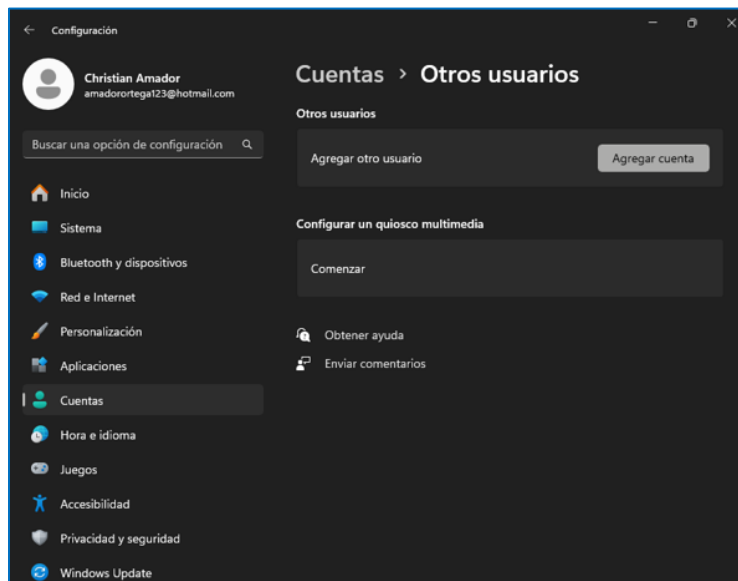 Configuración
Christian Amador
amadorortega123@hotmail.com
Buscar una opción de configuración
Inicio
Sistema
Bluetooth y dispositivos
Red e Internet
Personalización
Aplicaciones
Cuentas
Hora e idioma
Juegos
Accesibilidad
Privacidad y seguridad
Windows Update
Cuentas > Otros usuarios
Otros usuarios
Agregar otro usuario
Agregar cuenta
Configurar un quiosco multimedia
Comenzar
Obtener ayuda
Enviar comentarios